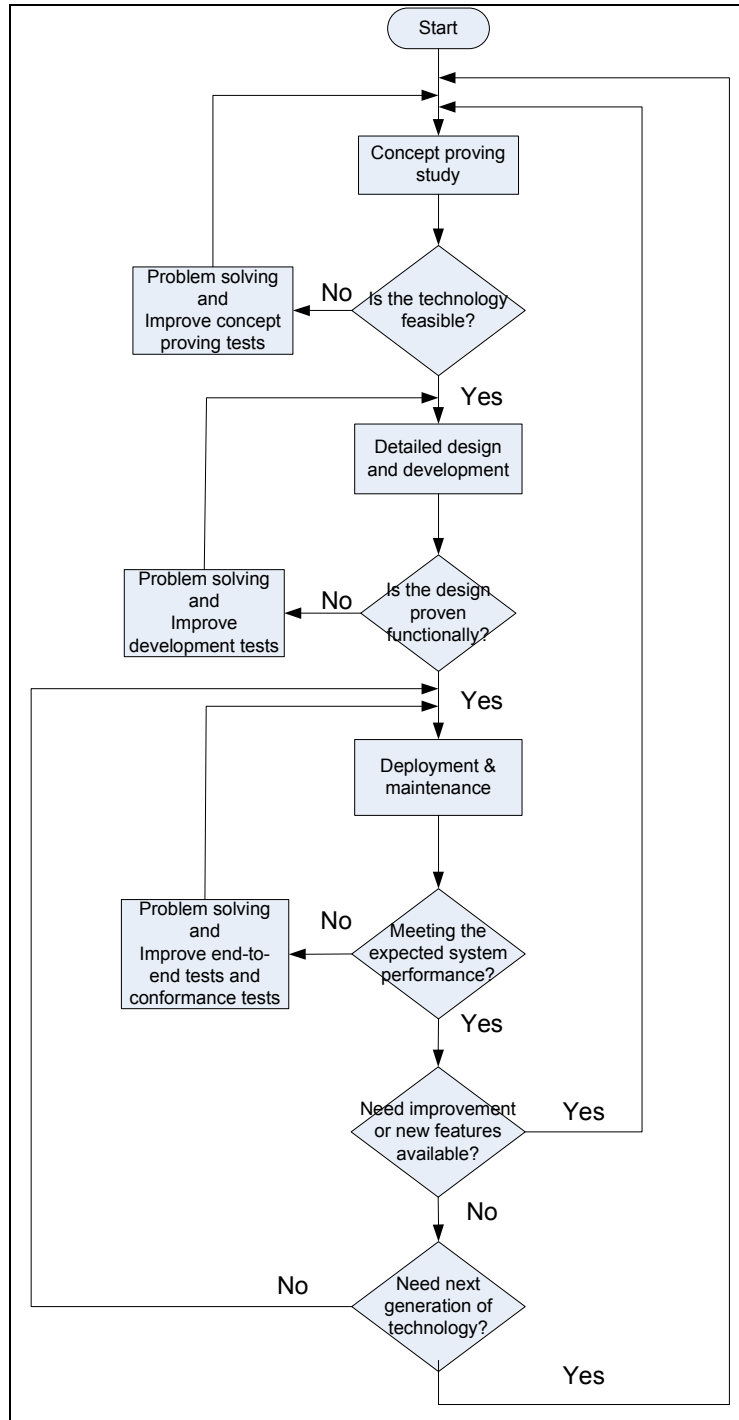 Start
Concept proving
study
Problem solving
and
Improve concept
proving tests
No
Is the technology
feasible?
Yes
Detailed design
and development
Problem solving
and
Improve
development tests
No
Is the design
proven
functionally?
Yes
Deployment &
maintenance
Problem solving
and
Improve end-to-
end tests and
conformance tests
No
Meeting the
expected system
performance?
Yes
Need improvement
or new features
available?
Yes
No
No
Need next
generation of
technology?
Yes